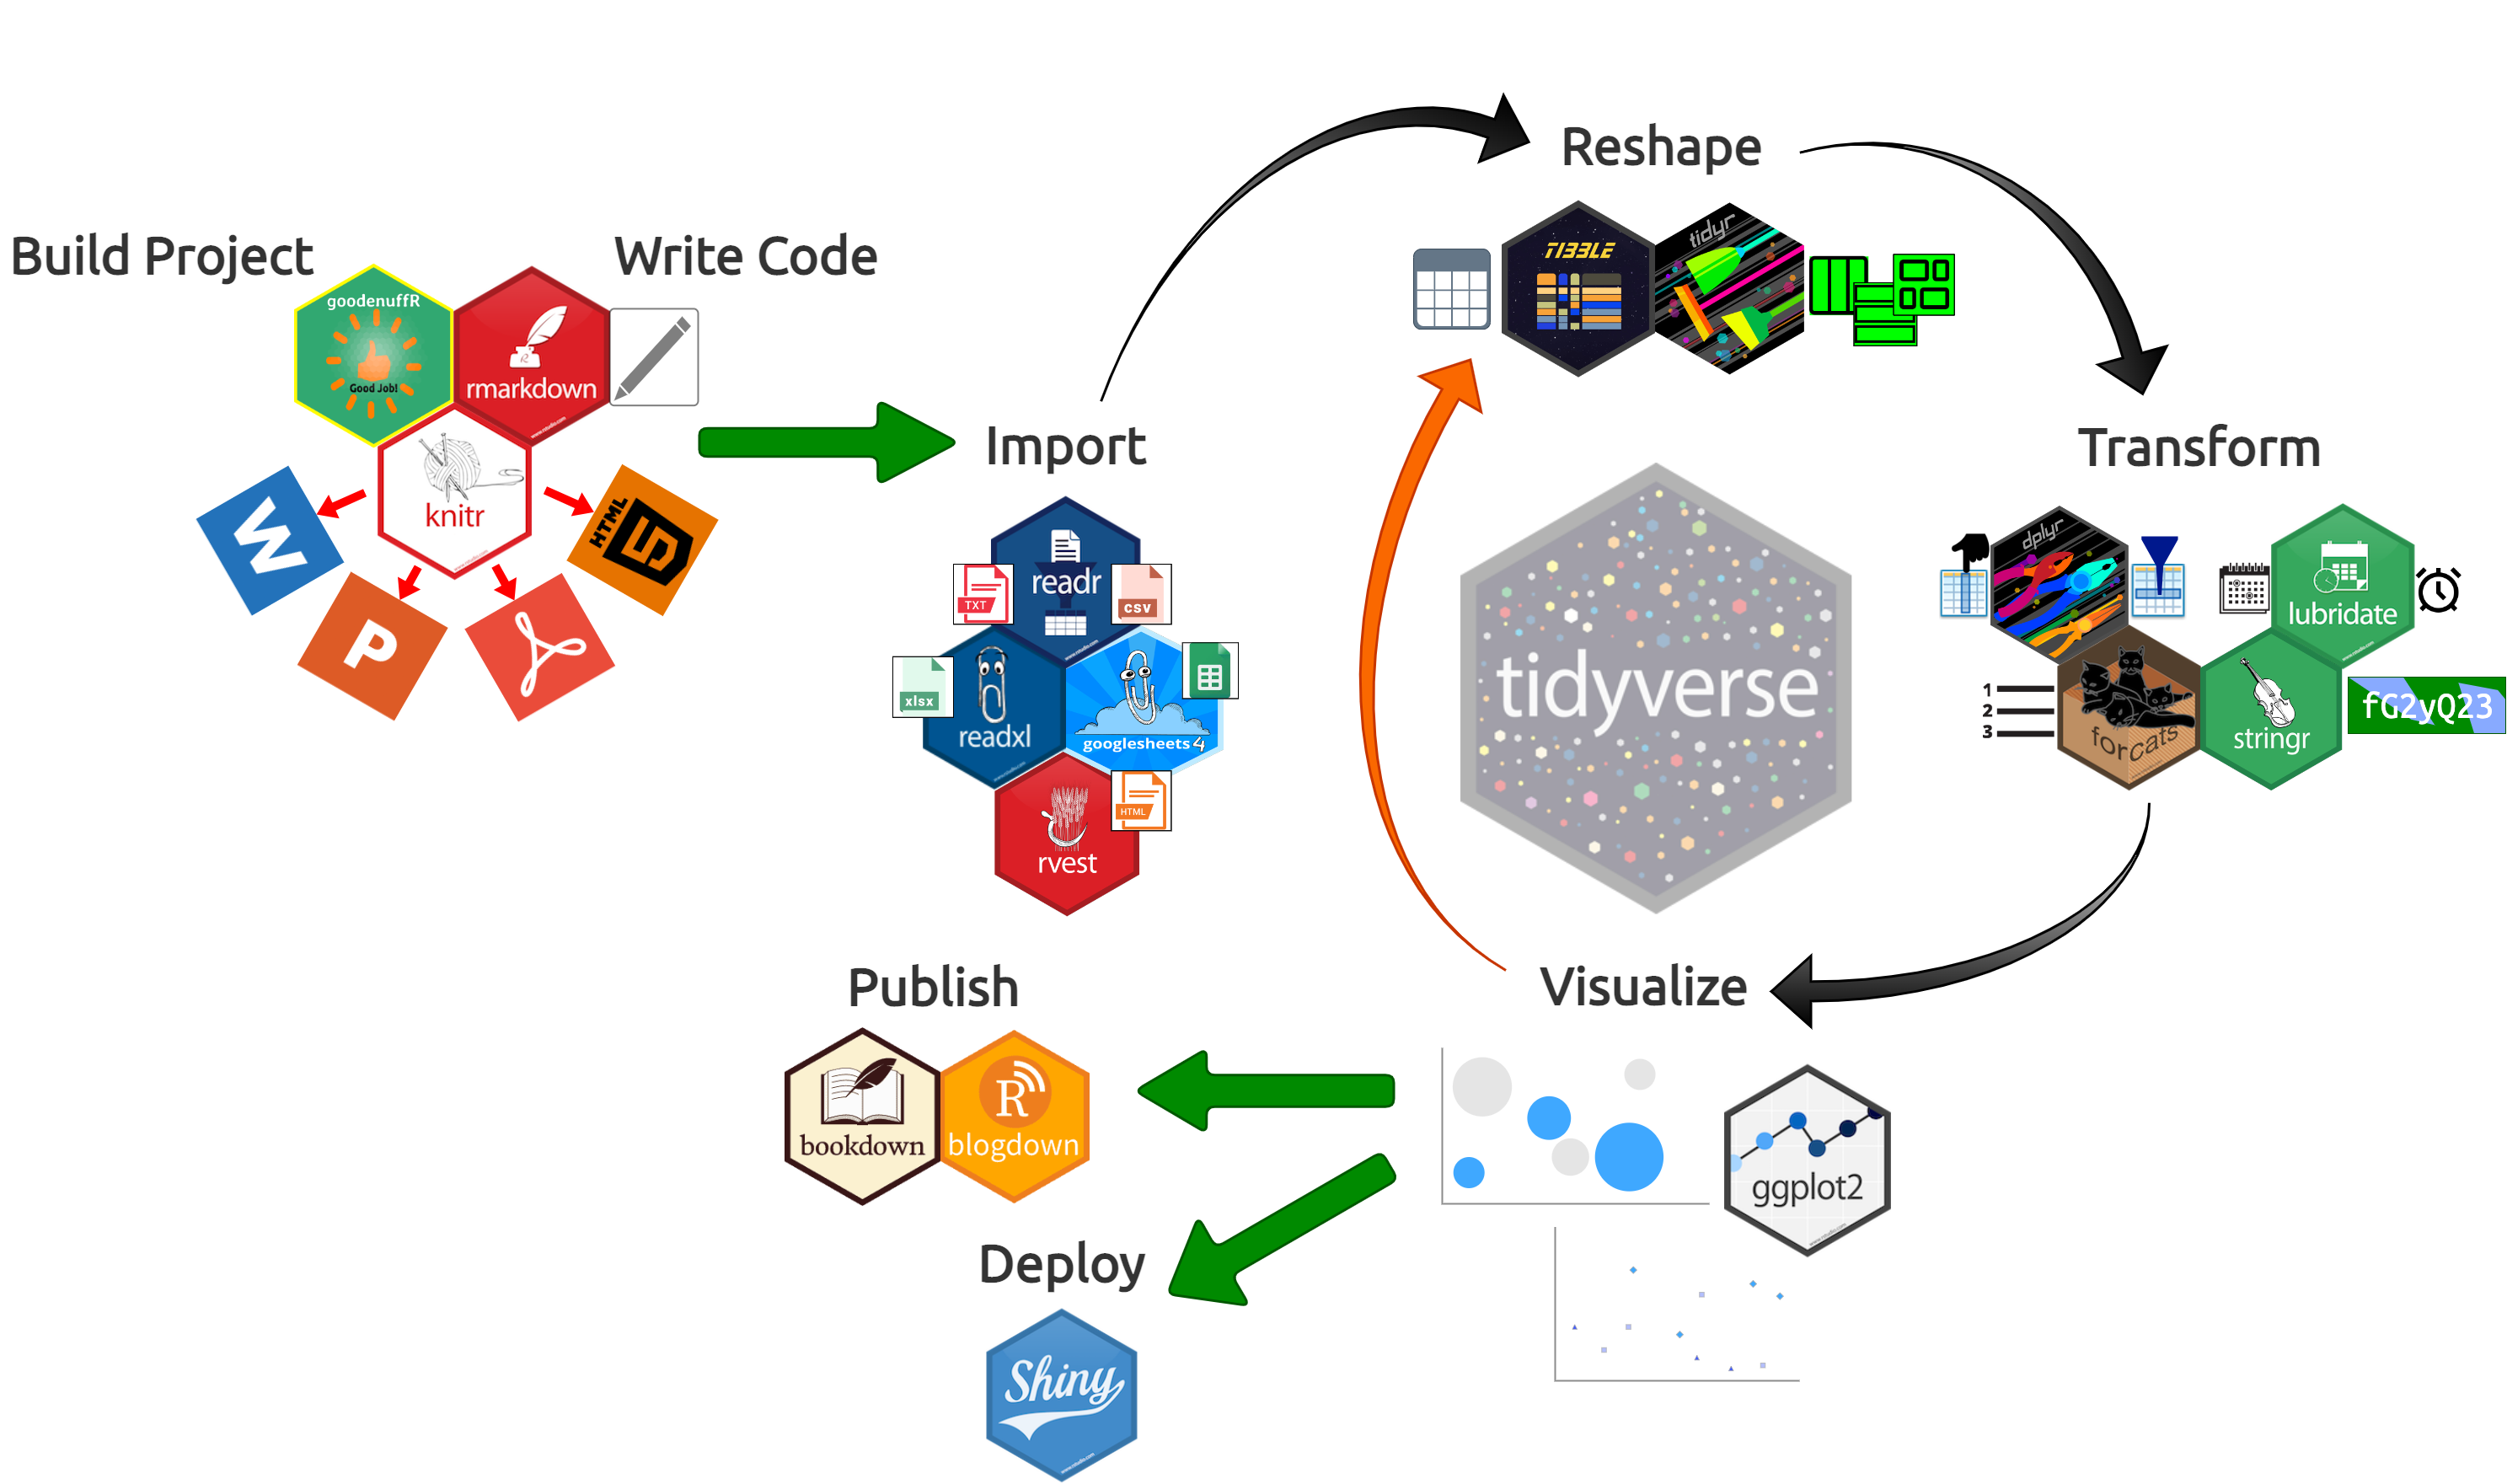 Build Project
Write Code
goodenuffR
Good Job!
rmarkdown
knitr
W
HTML
5
P
Import
readr
TXT
CSV
xlsx
readxl
googlesheets4
rvest
HTML
Reshape
TIBBLE
tidyr
Transform
dplyr
lubridate
1
2
3
forcats
stringr
fG2yQ23
tidyverse
Visualize
ggplot2
Publish
bookdown
R
blogdown
Deploy
Shiny